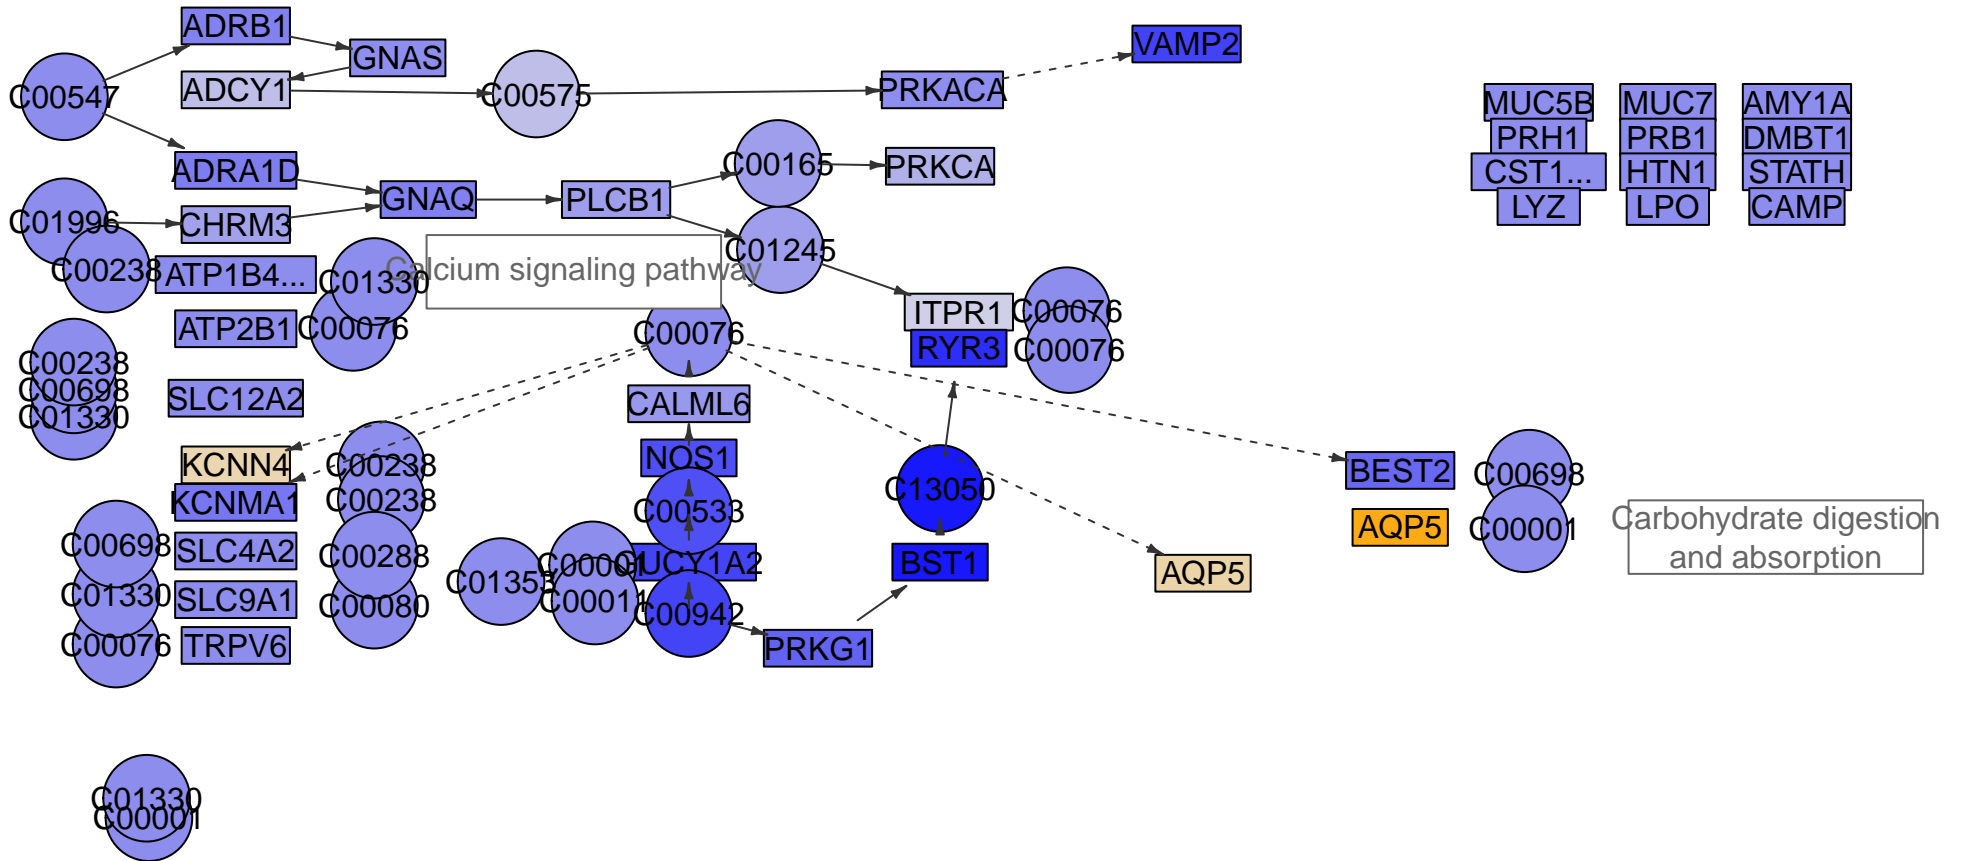 ADRB1
GNAS
VAMP2
C00547
ADCY1
C00575
PRKACA
MUC5B
MUC7
AMY1A
PRH1
PRB1
DMBT1
ADRA1D
C00165
PRKCA
CST1...
HTN1
STATH
GNAQ
PLCB1
LYZ
LPO
CAMP
C01996
CHRM3
C01245
C00238
ATP1B4...
C01330
Calcium signaling pathway
ATP2B1
C00076
C00076
ITPR1
C00076
RYR3
C00076
C00238
C00698
C01330
SLC12A2
CALML6
KCNN4
C00238
NOS1
BEST2
C00698
KCNMA1
C00238
C00533
C13050
AQP5
C00001
Carbohydrate digestion
and absorption
C00698
SLC4A2
C00288
C00001
GUCY1A2
BST1
AQP5
C01330
SLC9A1
C00080
C01353
C00011
C00942
C00076
TRPV6
PRKG1
C01330
C00001